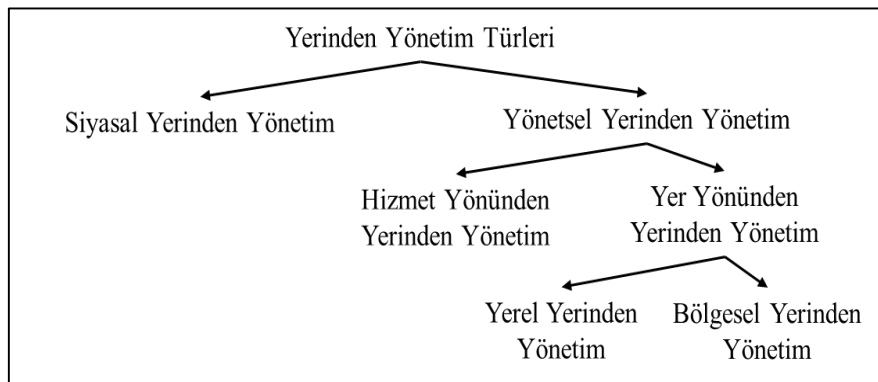 Yerinden Yönetim Türleri
Siyasal Yerinden Yönetim
Yönetsel Yerinden Yönetim
Hizmet Yönünden
Yerinden Yönetim
Yer Yönünden
Yerinden Yönetim
Yerel Yerinden
Yönetim
Bölgesel Yerinden
Yönetim